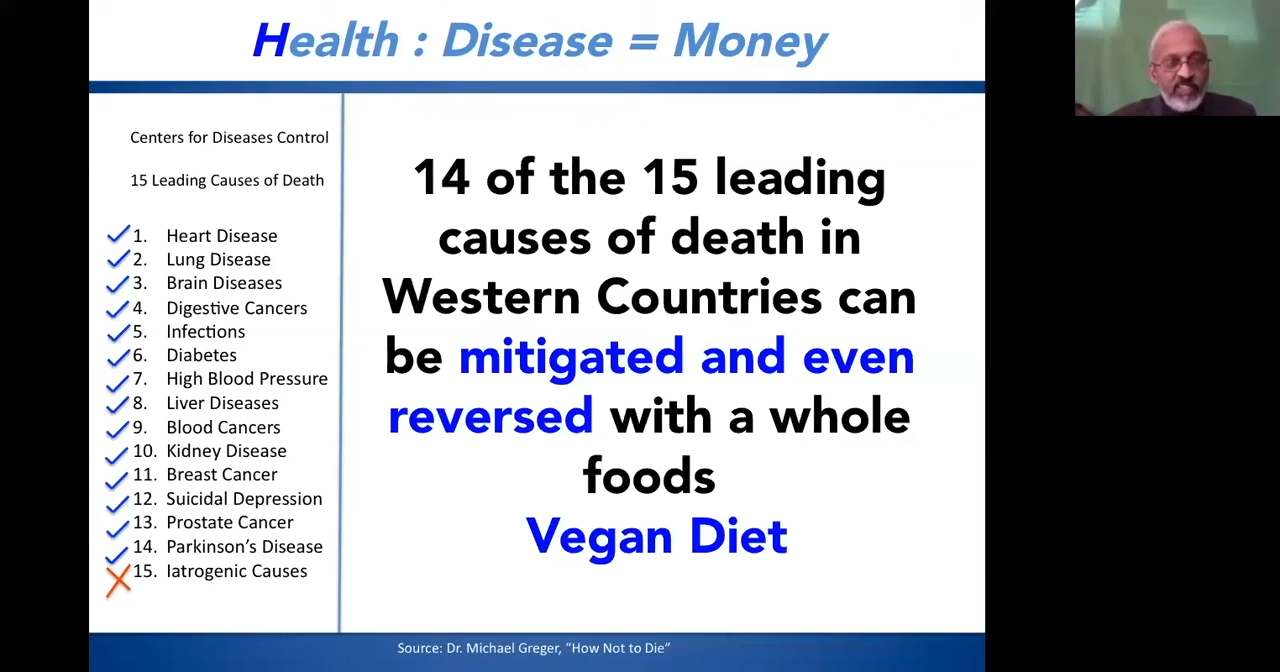 Health : Disease = Money
Centers for Diseases Control
15 Leading Causes of Death
1. Heart Disease
2. Lung Disease
3. Brain Diseases
4. Digestive Cancers
5. Infections
6. Diabetes
7. High Blood Pressure
8. Liver Diseases
9. Blood Cancers
10. Kidney Disease
11. Breast Cancer
12. Suicidal Depression
13. Prostate Cancer
14. Parkinson’s Disease
15. Iatrogenic Causes
14 of the 15 leading
causes of death in
Western Countries can
be mitigated and even
reversed with a whole
foods
Vegan Diet
Source: Dr. Michael Greger, “How Not to Die”